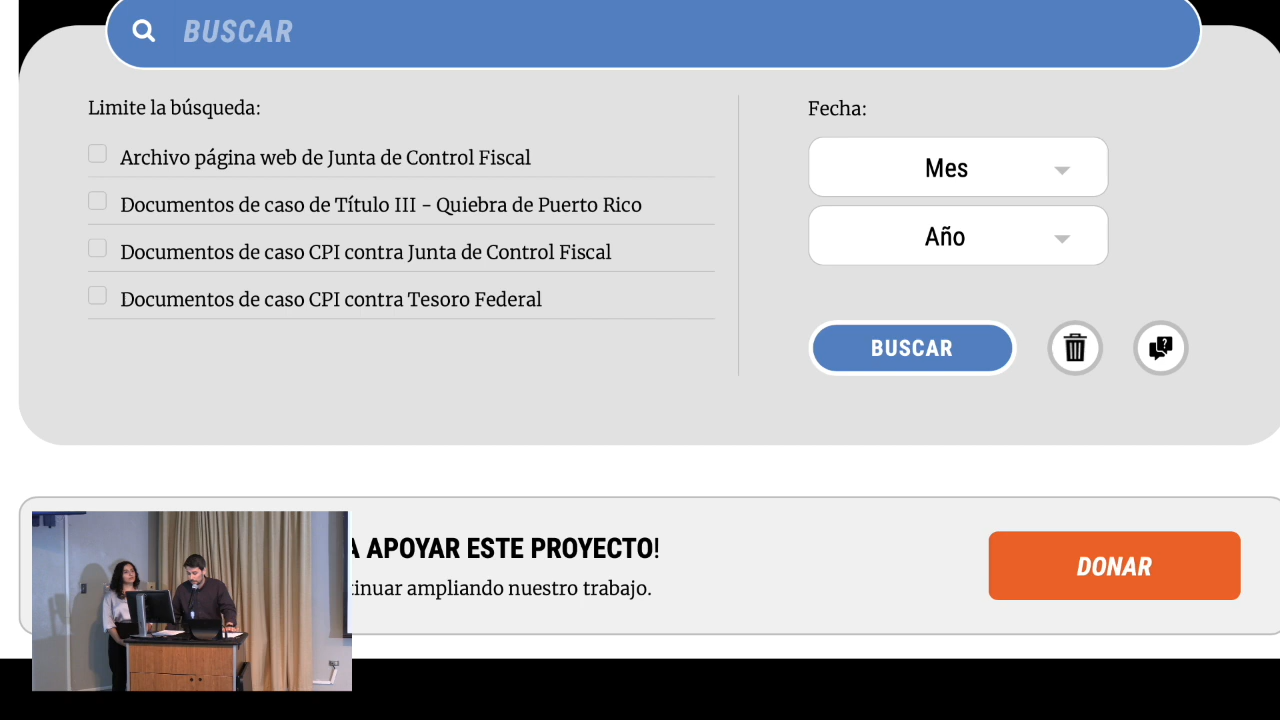 BUSCAR
Limite la búsqueda:
Archivo página web de Junta de Control Fiscal
Documentos de caso de Título III - Quiebra de Puerto Rico
Documentos de caso CPI contra Junta de Control Fiscal
Documentos de caso CPI contra Tesoro Federal
Fecha:
Mes
Año
BUSCAR
?
APOYAR ESTE PROYECTO!
ampliando nuestro trabajo.
DONAR